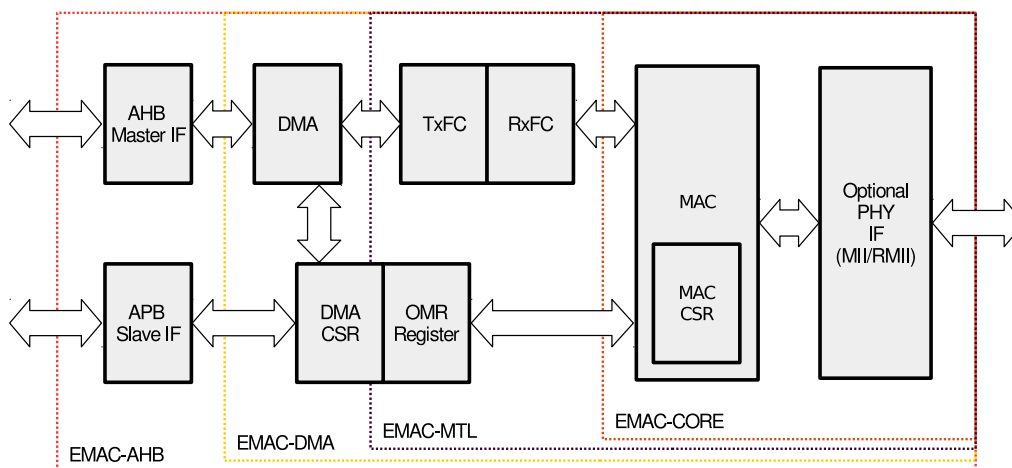 AHB
Master IF
DMA
TxFC
RxFC
MAC
Optional
PHY
IF
(MII/RMII)
APB
Slave IF
DMA
CSR
OMR
Register
MAC
CSR
EMAC-AHB
EMAC-DMA
EMAC-MTL
EMAC-CORE